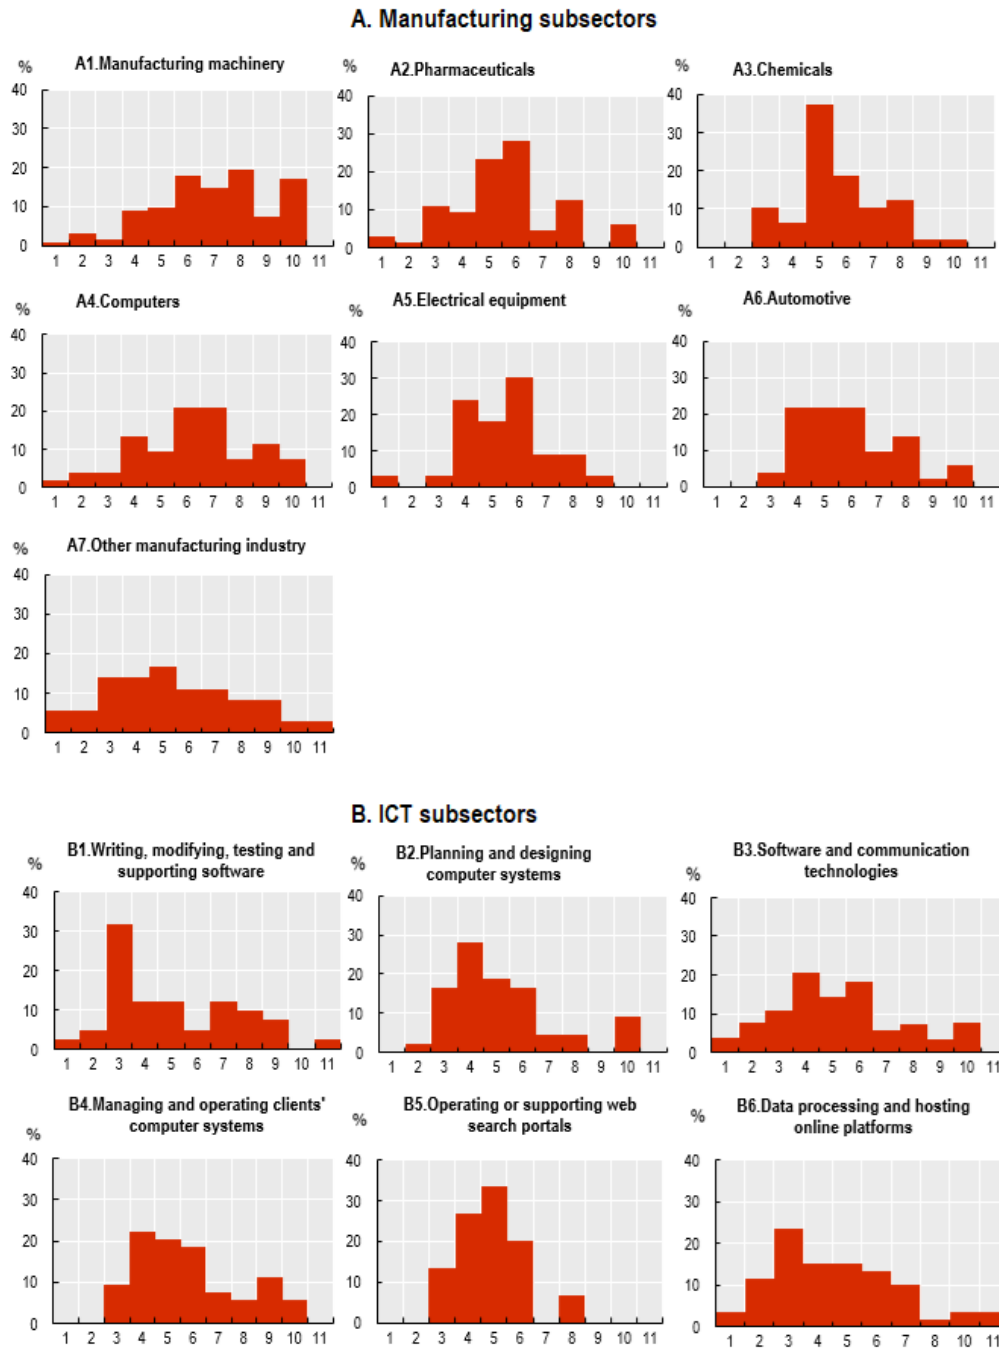 A. Manufacturing subsectors
A1.Manufacturing machinery
%
40
30
20
10
0
1 2 3 4 5 6 7 8 9 10 11
A2.Pharmaceuticals
%
40
30
20
10
0
1 2 3 4 5 6 7 8 9 10 11
A3.Chemicals
%
40
30
20
10
0
1 2 3 4 5 6 7 8 9 10 11
A4.Computers
%
40
30
20
10
0
1 2 3 4 5 6 7 8 9 10 11
A5.Electrical equipment
%
40
30
20
10
0
1 2 3 4 5 6 7 8 9 10 11
A6.Automotive
%
40
30
20
10
0
1 2 3 4 5 6 7 8 9 10 11
A7.Other manufacturing industry
%
40
30
20
10
0
1 2 3 4 5 6 7 8 9 10 11
B. ICT subsectors
B1.Writing, modifying, testing and
supporting software
%
40
30
20
10
0
1 2 3 4 5 6 7 8 9 10 11
B2.Planning and designing
computer systems
%
40
30
20
10
0
1 2 3 4 5 6 7 8 9 10 11
B3.Software and communication
technologies
%
40
30
20
10
0
1 2 3 4 5 6 7 8 9 10 11
B4.Managing and operating clients'
computer systems
%
40
30
20
10
0
1 2 3 4 5 6 7 8 9 10 11
B5.Operating or supporting web
search portals
%
40
30
20
10
0
1 2 3 4 5 6 7 8 9 10 11
B6.Data processing and hosting
online platforms
%
40
30
20
10
0
1 2 3 4 5 6 7 8 9 10 11